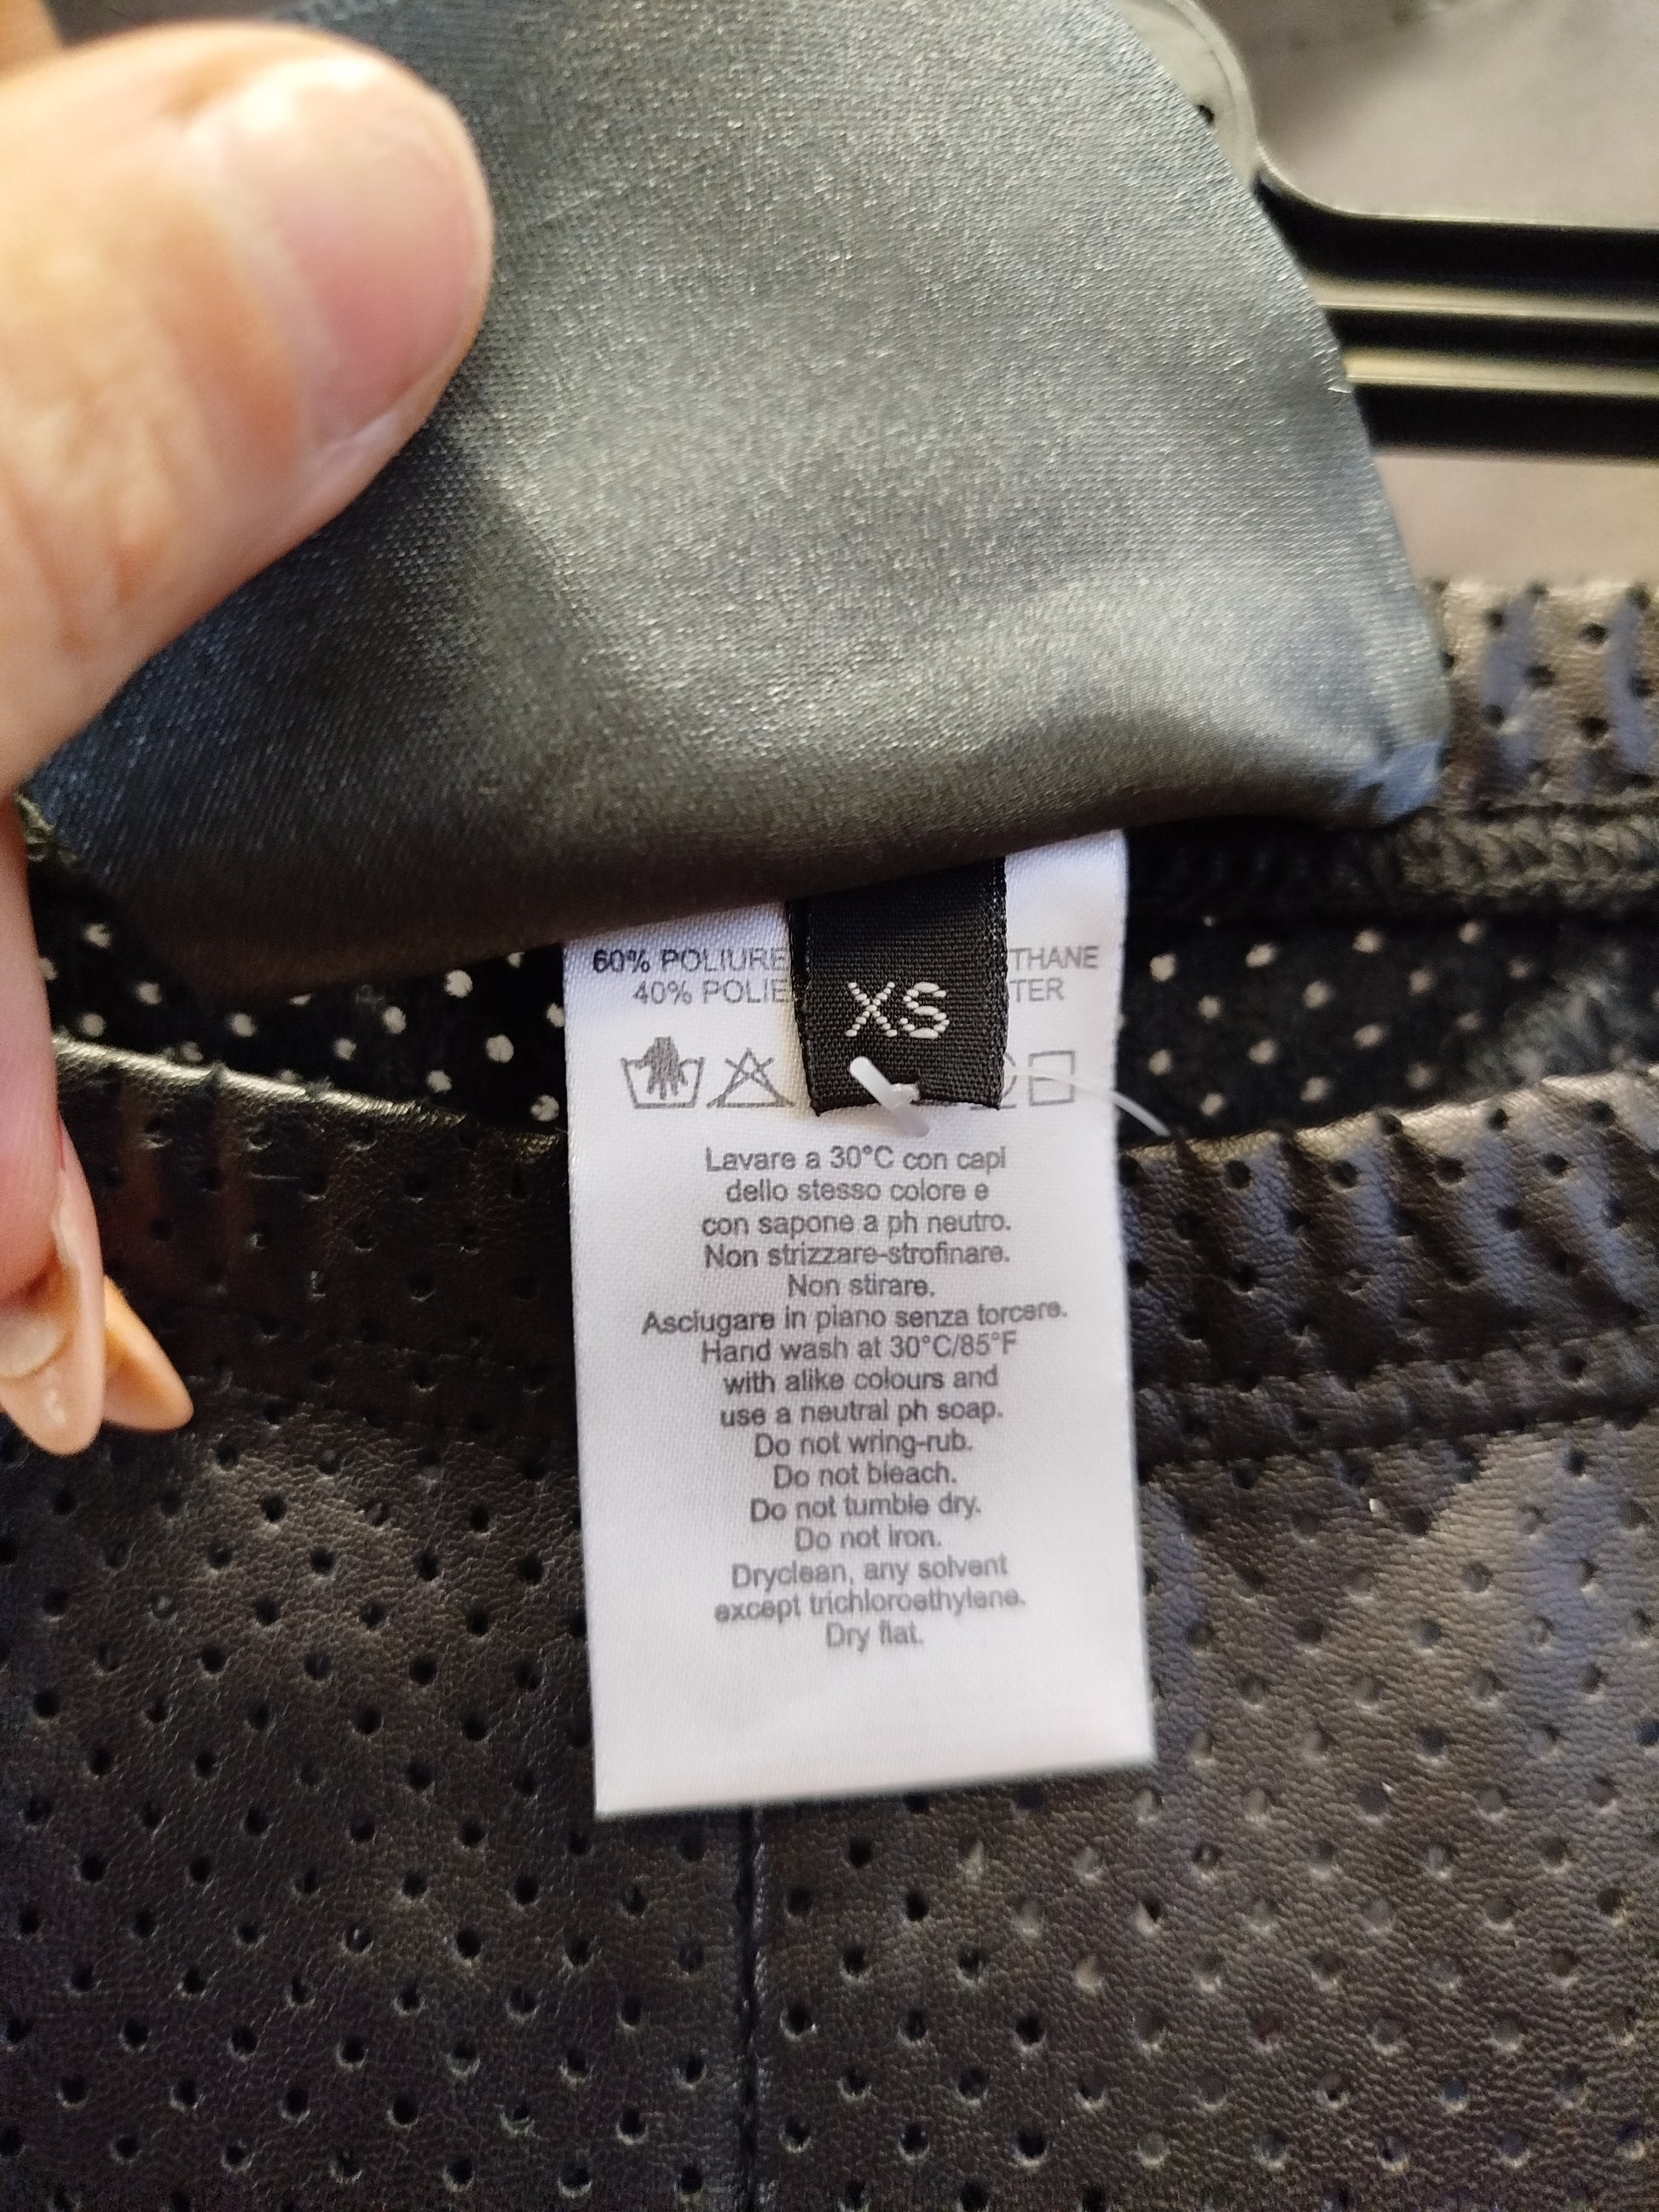 60% POLIURE THANE
40% POLIE TER
XS
Lavare a 30°C con capi
dello stesso colore e
con sapone a ph neutro.
Non strizzare-strofinare.
Non stirare.
Asciugare in piano senza torcere.
Hand wash at 30°C/85°F
with alike colours and
use a neutral ph soap.
Do not wring-rub.
Do not bleach.
Do not tumble dry.
Do not iron.
Dryclean, any solvent
except trichloroethylene.
Dry flat.